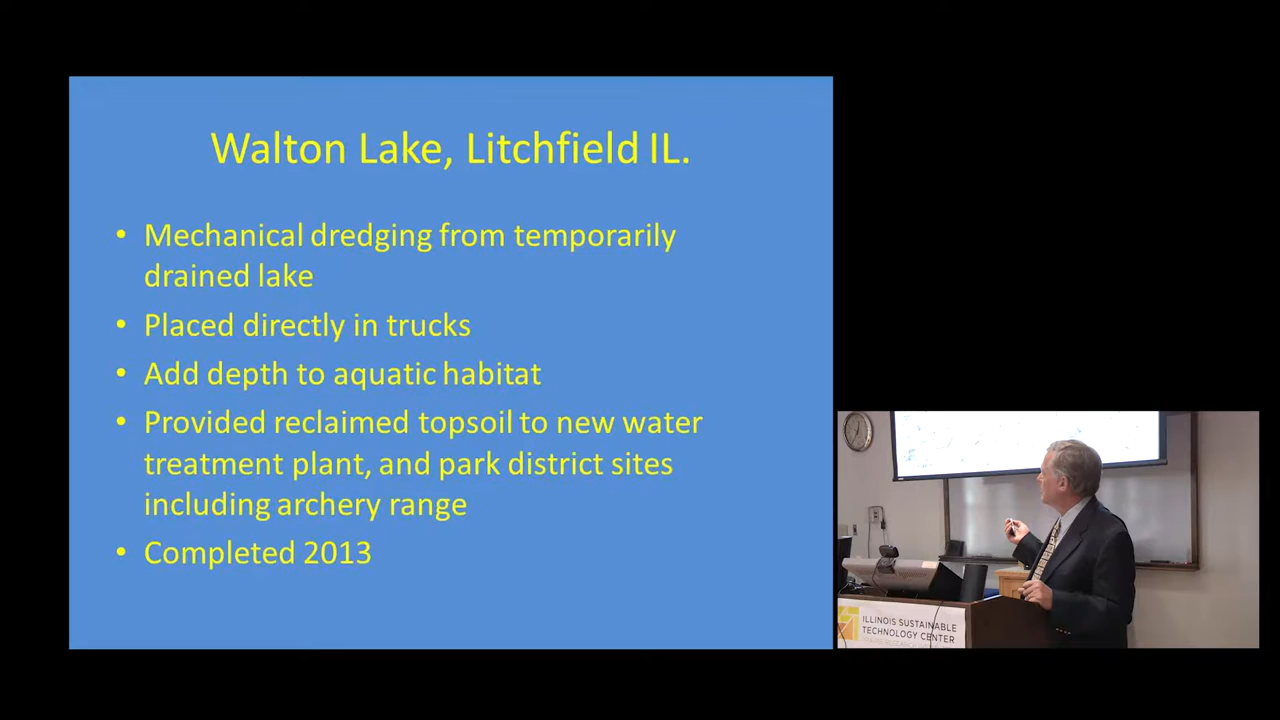 Walton Lake, Litchfield IL.
• Mechanical dredging from temporarily
drained lake
• Placed directly in trucks
• Add depth to aquatic habitat
• Provided reclaimed topsoil to new water
treatment plant, and park district sites
including archery range
• Completed 2013
ILLINOIS SUSTAINABLE
TECHNOLOGY CENTER